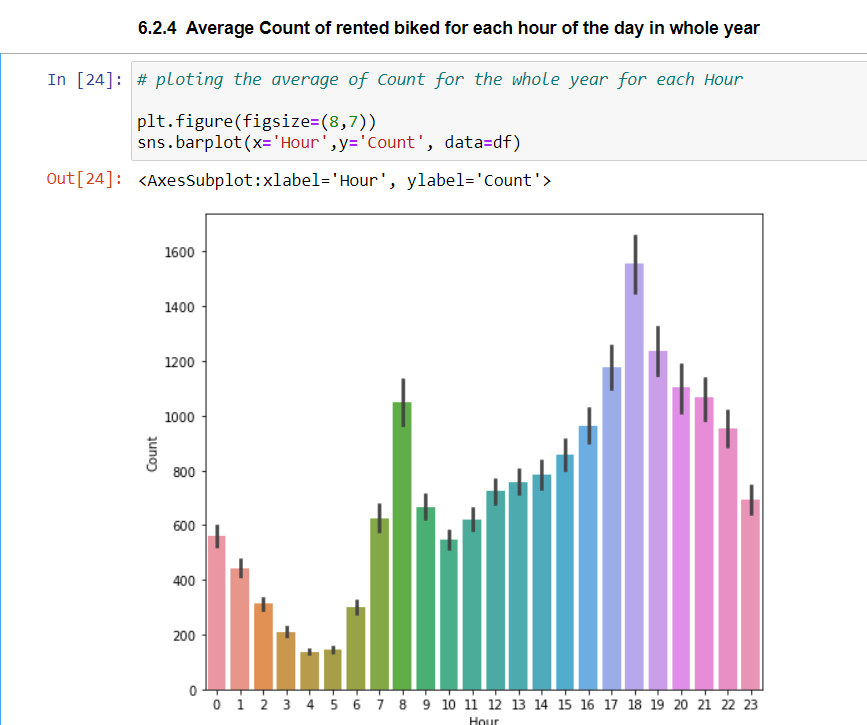 6.2.4 Average Count of rented biked for each hour of the day in whole year
In [24]: # ploting the average of Count for the whole year for each Hour
plt.figure(figsize=(8,7))
sns.barplot(x='Hour',y='Count', data=df)
Out[24]: <AxesSubplot:xlabel='Hour', ylabel='Count'>
1600
1400
1200
1000
800
600
400
200
0
Count
0 1 2 3 4 5 6 7 8 9 10 11 12 13 14 15 16 17 18 19 20 21 22 23
Hour